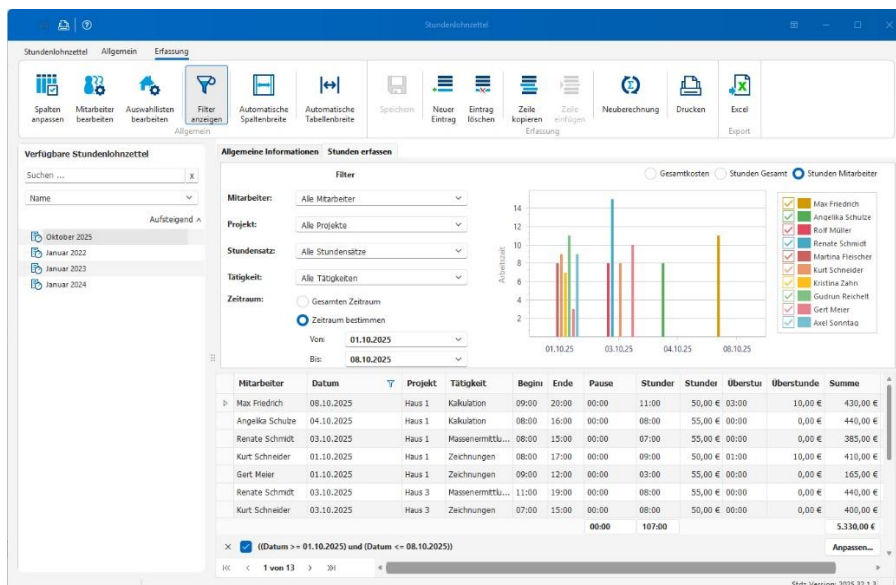 Stundenlohnzettel
Stundenlohnzettel Allgemein Erfassung
Spalten anpassen
Mitarbeiter bearbeiten
Auswahllisten bearbeiten
Filter anzeigen
Automatische Spaltenbreite
Automatische Tabellenbreite
Speichern
Neuer Eintrag
Eintrag löschen
Zeile kopieren
Zeile einfügen
Neuberechnung
Drucken
Excel
Allgemein Erfassung Export
Verfügbare Stundenlohnzettel
Suchen ... x
Name
Aufsteigend
Oktober 2025
Januar 2022
Januar 2023
Januar 2024
Allgemeine Informationen Stunden erfassen
Filter
Mitarbeiter: Alle Mitarbeiter
Projekt: Alle Projekte
Stundensatz: Alle Stundensätze
Tätigkeit: Alle Tätigkeiten
Zeitraum: Gesamten Zeitraum
Zeitraum bestimmen
Von: 01.10.2025
Bis: 08.10.2025
Gesamtkosten Stunden Gesamt Stunden Mitarbeiter
Arbeitszeit
14
12
10
8
6
4
2
01.10.25 03.10.25 04.10.25 08.10.25
Max Friedrich
Angelika Schulze
Rolf Müller
Renate Schmidt
Martina Fleischer
Kurt Schneider
Kristina Zahn
Gudrun Reichelt
Gert Meier
Axel Sonntag
Mitarbeiter Datum Projekt Tätigkeit Begin Ende Pause Stunder Stunder Überstur Überstunde Summe
Max Friedrich 08.10.2025 Haus 1 Kalkulation 09:00 20:00 00:00 11:00 50,00 € 03:00 10,00 € 430,00 €
Angelika Schulze 04.10.2025 Haus 1 Kalkulation 08:00 16:00 00:00 08:00 55,00 € 00:00 0,00 € 440,00 €
Renate Schmidt 03.10.2025 Haus 1 Massenermittlu... 08:00 15:00 00:00 07:00 55,00 € 00:00 0,00 € 385,00 €
Kurt Schneider 01.10.2025 Haus 1 Zeichnungen 08:00 17:00 00:00 09:00 50,00 € 01:00 10,00 € 410,00 €
Gert Meier 01.10.2025 Haus 1 Zeichnungen 09:00 12:00 00:00 03:00 55,00 € 00:00 0,00 € 165,00 €
Renate Schmidt 03.10.2025 Haus 3 Massenermittlu... 11:00 19:00 00:00 08:00 55,00 € 00:00 0,00 € 440,00 €
Kurt Schneider 03.10.2025 Haus 3 Zeichnungen 07:00 15:00 00:00 08:00 50,00 € 00:00 0,00 € 400,00 €
00:00 107:00 5.330,00 €
((Datum >= 01.10.2025) und (Datum <= 08.10.2025)) Anpassen...
1 von 13